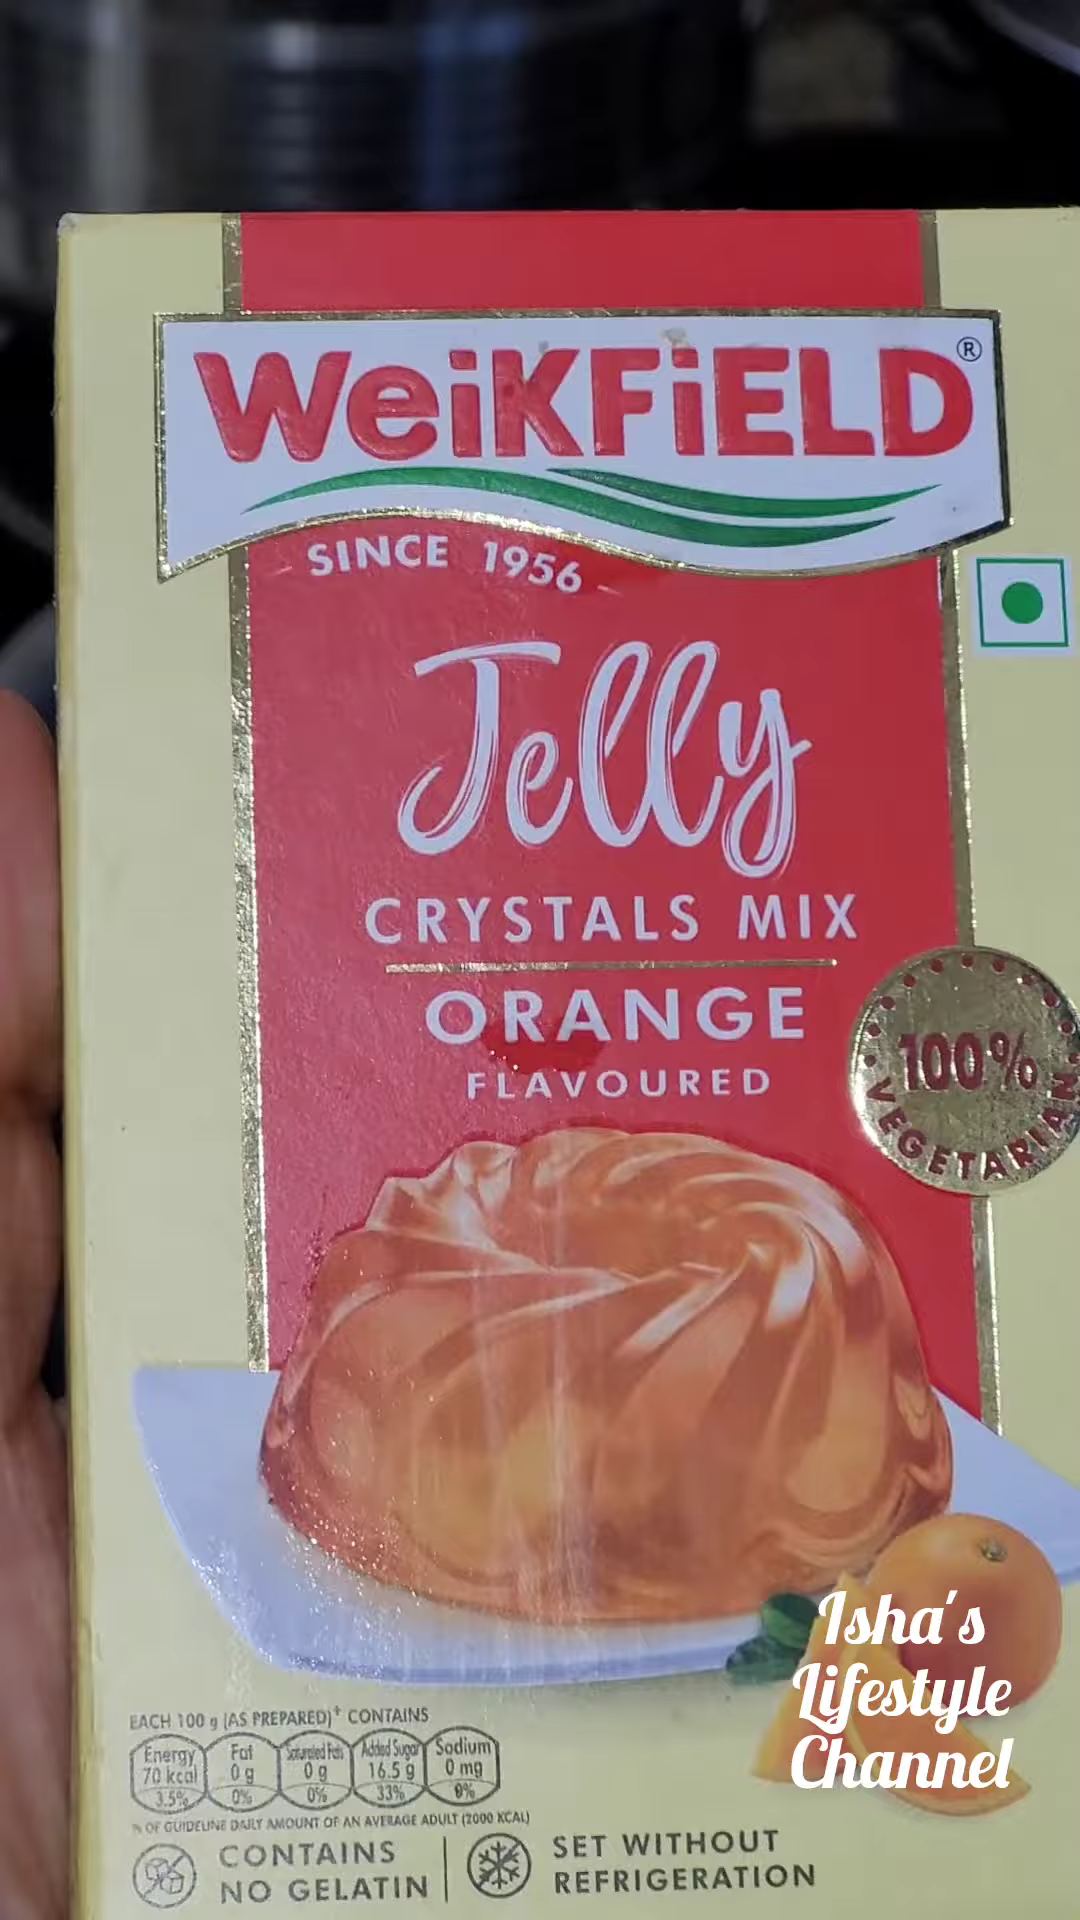 WeiKFiELD®
SINCE 1956
Jelly
CRYSTALS MIX
ORANGE
FLAVOURED
100%
VEGETARIAN
Isha's
Lifestyle
Channel
EACH 100 g (AS PREPARED)+ CONTAINS
Energy Fat Saturated Fats Added Sugar Sodium
70 kcal 0 g 0 g 16.5 g 0 mg
3.5% 0% 0% 33% 0%
% OF GUIDELINE DAILY AMOUNT OF AN AVERAGE ADULT (2000 KCAL)
CONTAINS
NO GELATIN
SET WITHOUT
REFRIGERATION